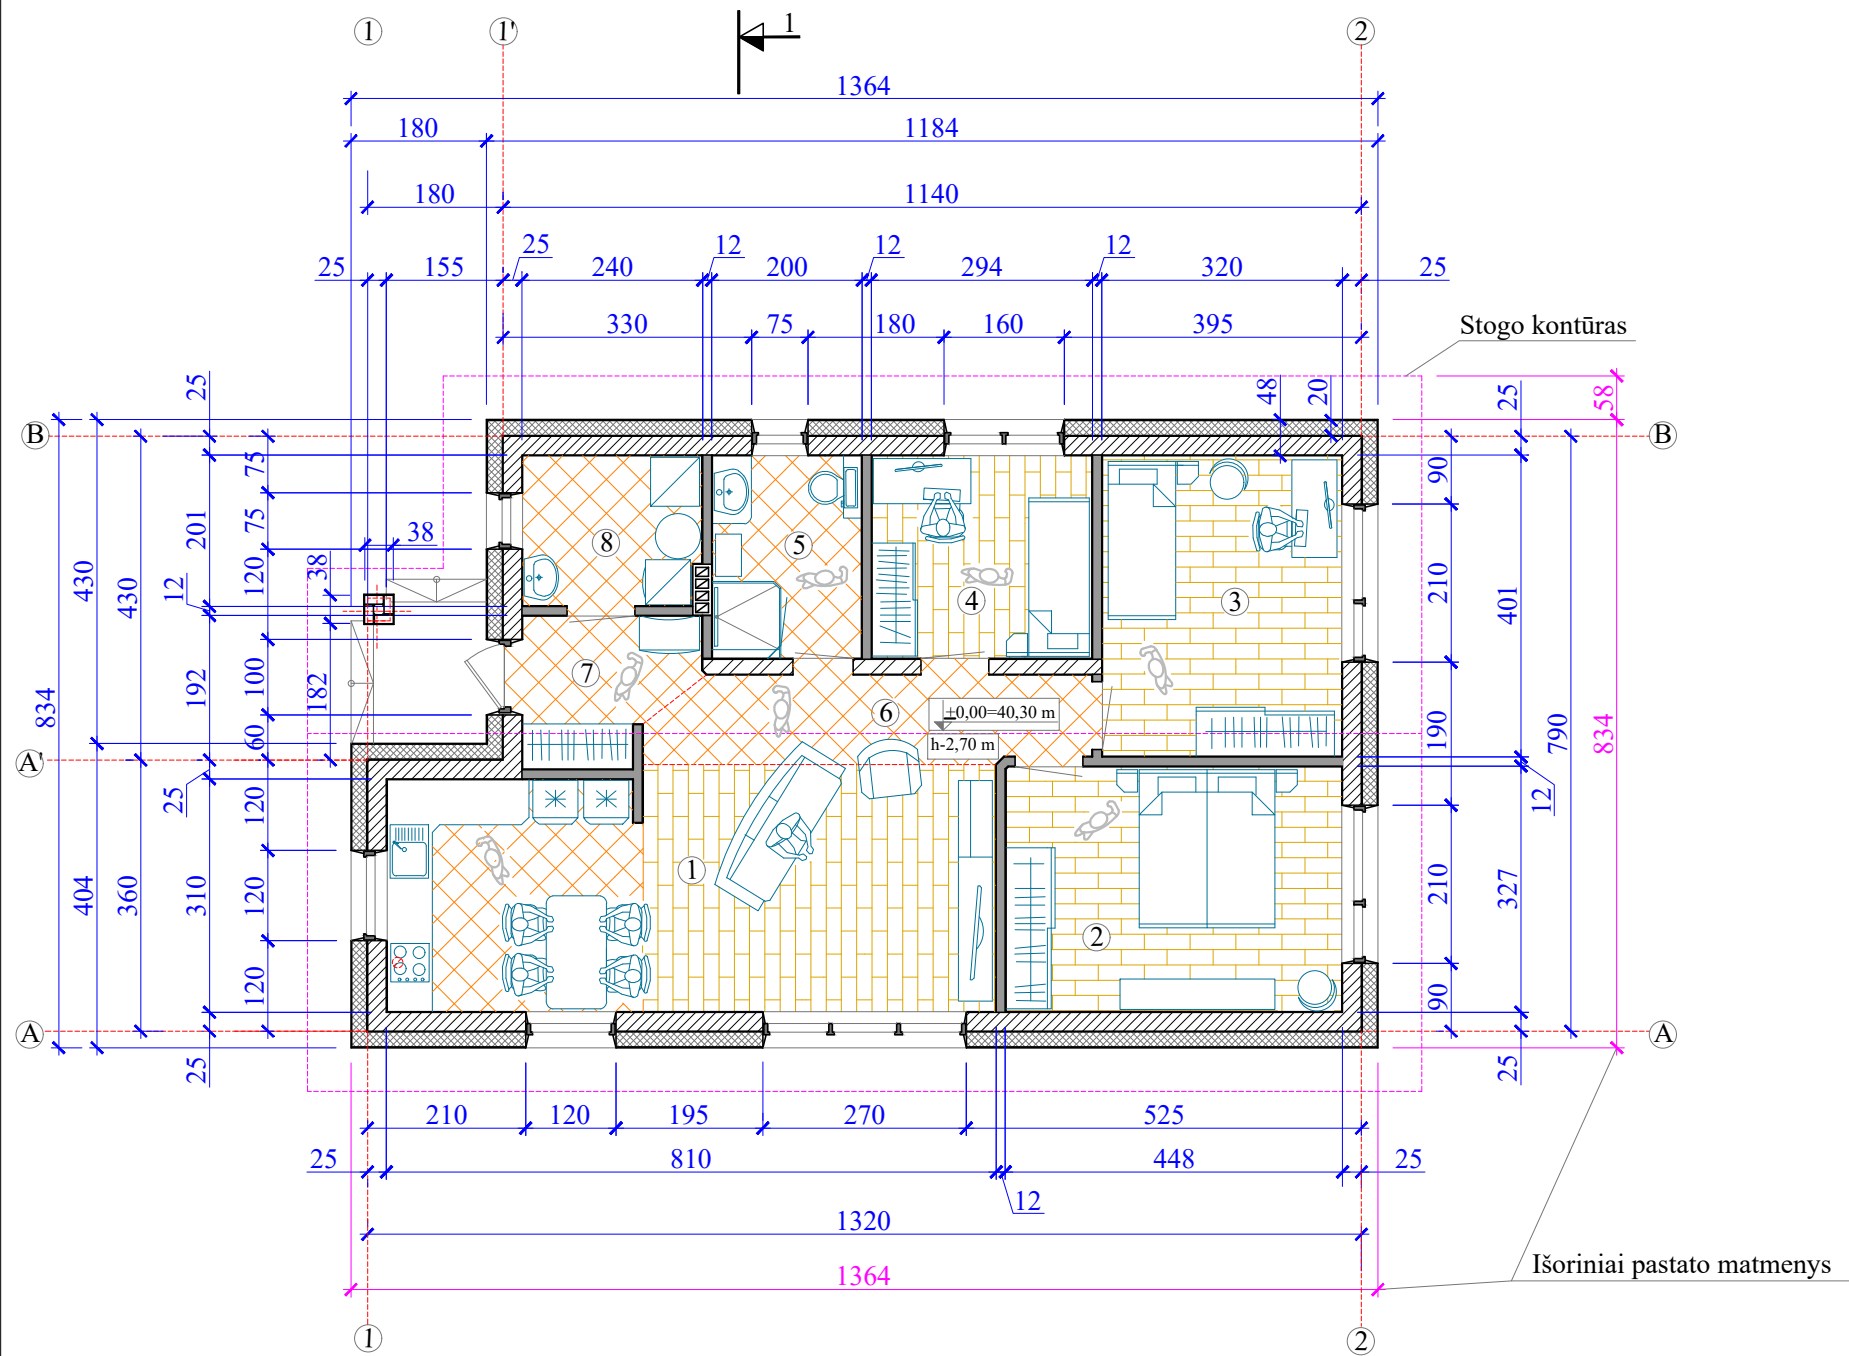 1 1' 1 2
1364
180 1184
180 1140
25 12 12 12
25 155 240 200 294 320 25
330 75 180 160 395
Stogo kontūras
25 48 20 25 58
B B
75 90
201 75 8 5 4 3 210 401
38 38
430 430 12 120
834 192 100 182 7 6 ±0,00=40,30 m 190 790 834
60 h-2,70 m
A'
25 120 12
404 360 310 120 1 2 210 327
120 90
A A
25 25
210 120 195 270 525
25 810 448 25
12
1320
1364
Išoriniai pastato matmenys
1 2